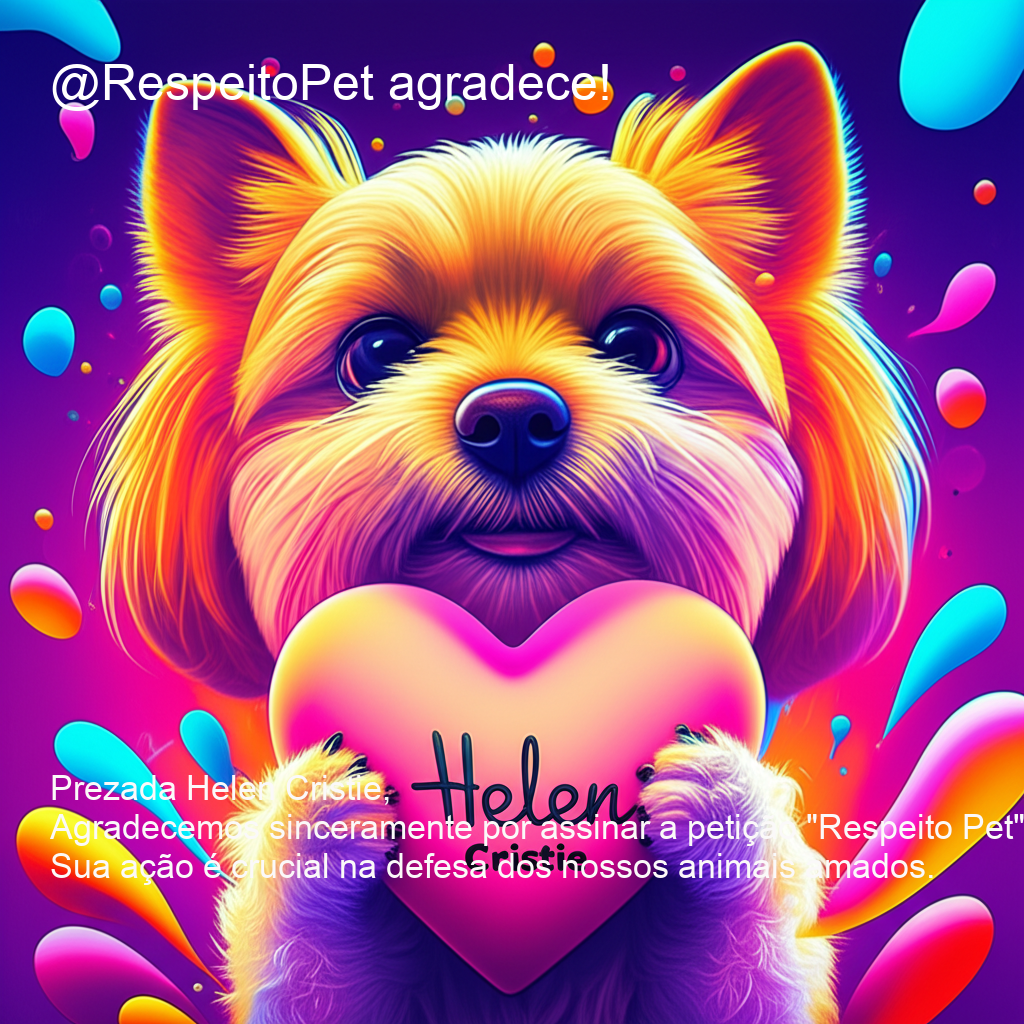 @RespeitoPet agradece!
Helen
Prezada Helen Cristie,
Agradecemos sinceramente por assinar a petição "Respeito Pet"
Cristie
Sua ação é crucial na defesa dos nossos animais amados.